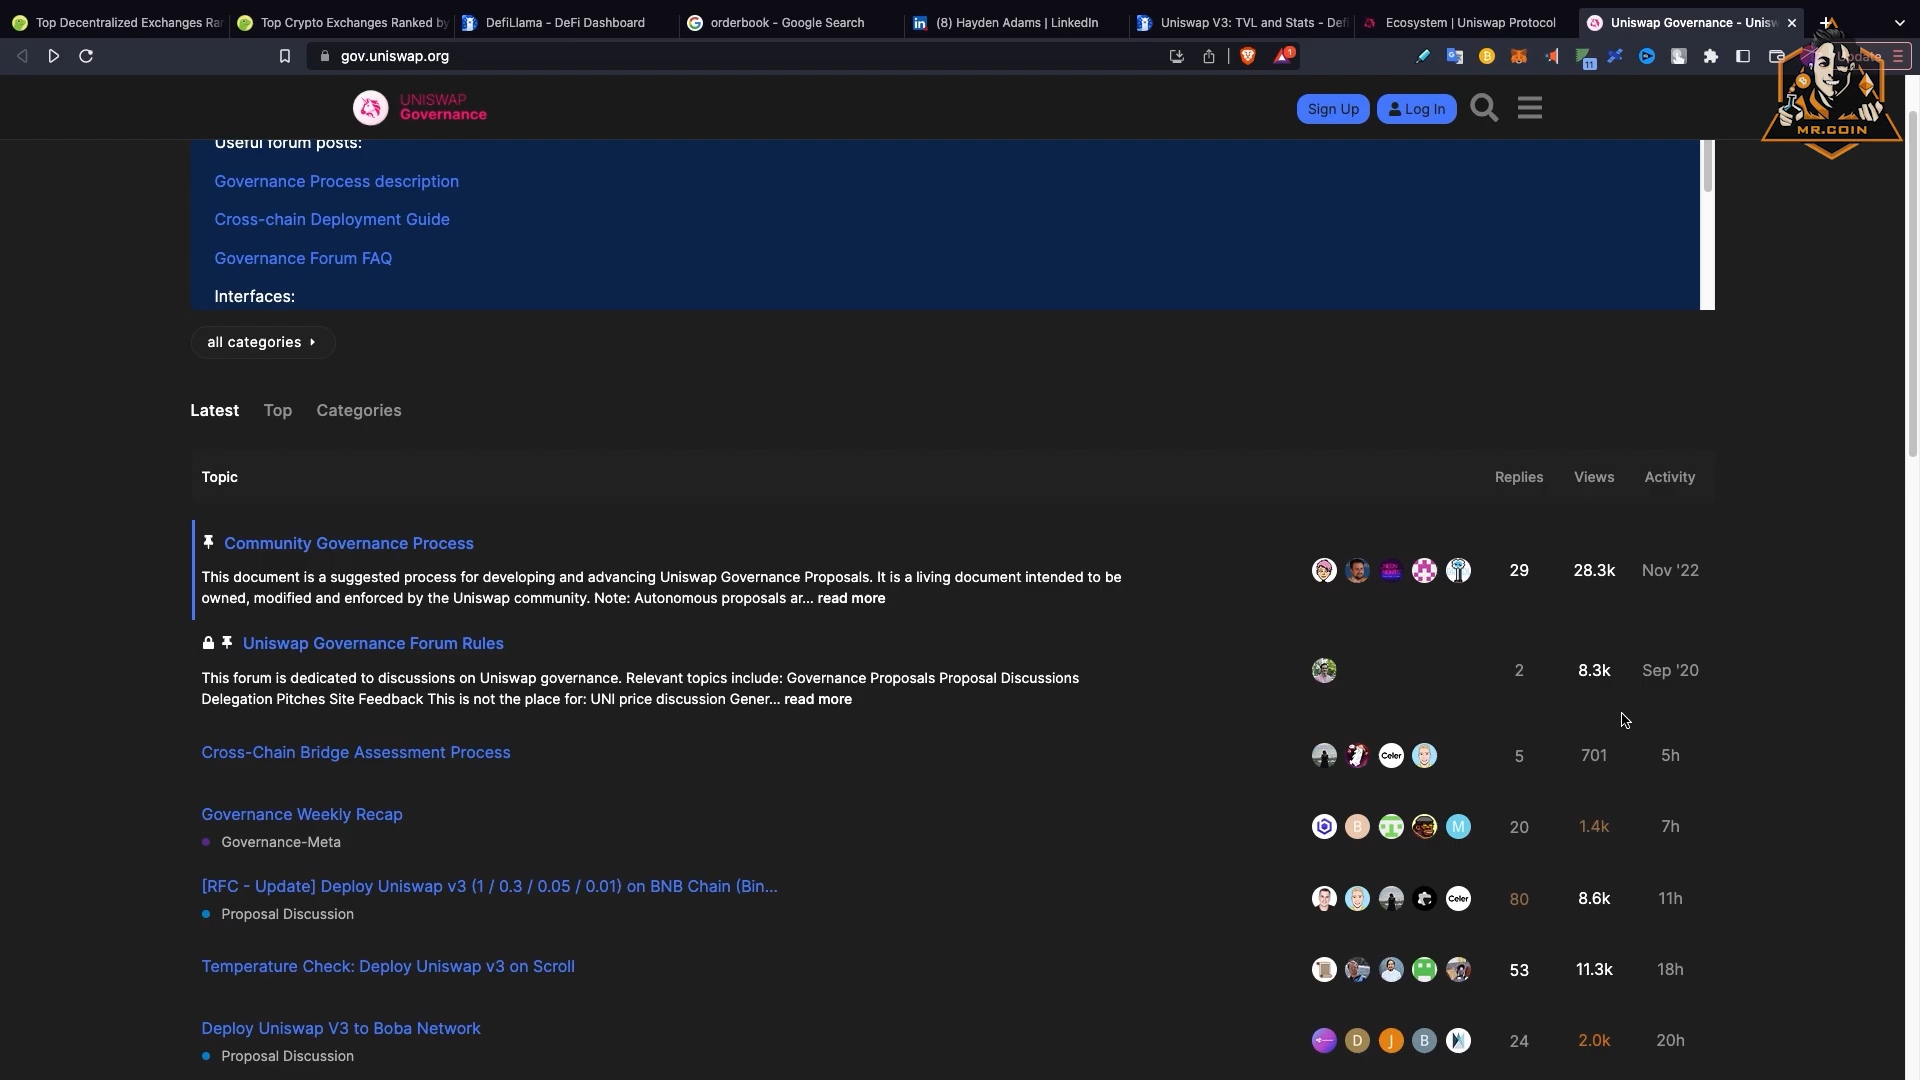 Top Decentralized Exchanges Ra
Top Crypto Exchanges Ranked by
DefiLlama - DeFi Dashboard
orderbook - Google Search
(8) Hayden Adams | LinkedIn
Uniswap V3: TVL and Stats - Def
Ecosystem | Uniswap Protocol
Uniswap Governance - Unisw
gov.uniswap.org
1
11
MR.COIN
UNISWAP
Governance
Sign Up
Log In
Useful forum posts:
Governance Process description
Cross-chain Deployment Guide
Governance Forum FAQ
Interfaces:
all categories
Latest Top Categories
Topic Replies Views Activity
Community Governance Process
This document is a suggested process for developing and advancing Uniswap Governance Proposals. It is a living document intended to be
owned, modified and enforced by the Uniswap community. Note: Autonomous proposals ar... read more
29 28.3k Nov '22
Uniswap Governance Forum Rules
This forum is dedicated to discussions on Uniswap governance. Relevant topics include: Governance Proposals Proposal Discussions
Delegation Pitches Site Feedback This is not the place for: UNI price discussion Gener... read more
2 8.3k Sep '20
Cross-Chain Bridge Assessment Process
Celer
5 701 5h
Governance Weekly Recap
Governance-Meta
B M
20 1.4k 7h
[RFC - Update] Deploy Uniswap v3 (1 / 0.3 / 0.05 / 0.01) on BNB Chain (Bin...
Proposal Discussion
Celer
80 8.6k 11h
Temperature Check: Deploy Uniswap v3 on Scroll
53 11.3k 18h
Deploy Uniswap V3 to Boba Network
Proposal Discussion
D J B
24 2.0k 20h